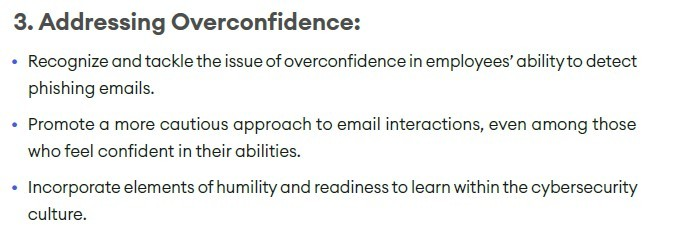 3. Addressing Overconfidence:
• Recognize and tackle the issue of overconfidence in employees’ ability to detect
phishing emails.
• Promote a more cautious approach to email interactions, even among those
who feel confident in their abilities.
• Incorporate elements of humility and readiness to learn within the cybersecurity
culture.